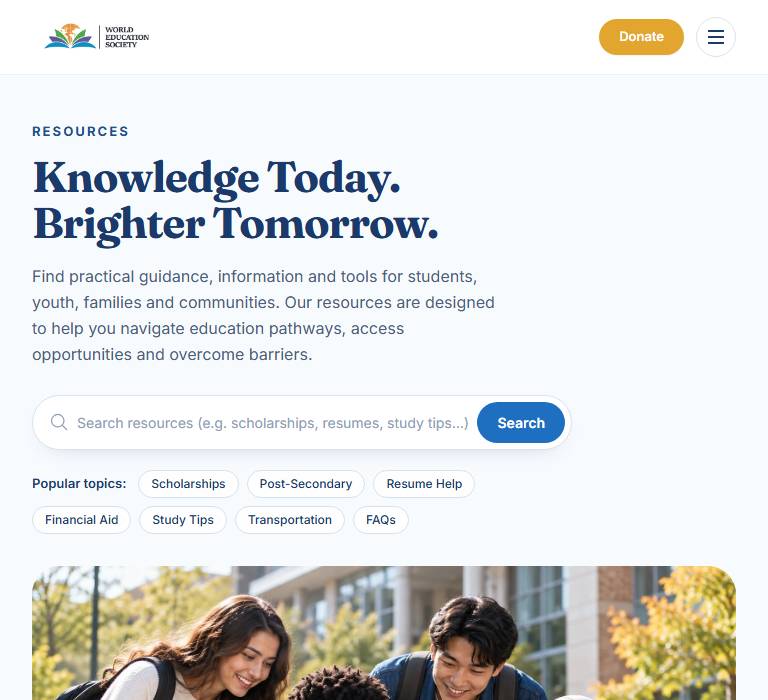 WORLD
EDUCATION
SOCIETY
Donate
RESOURCES
Knowledge Today.
Brighter Tomorrow.
Find practical guidance, information and tools for students,
youth, families and communities. Our resources are designed
to help you navigate education pathways, access
opportunities and overcome barriers.
Search resources (e.g. scholarships, resumes, study tips...)
Search
Popular topics:
Scholarships
Post-Secondary
Resume Help
Financial Aid
Study Tips
Transportation
FAQs